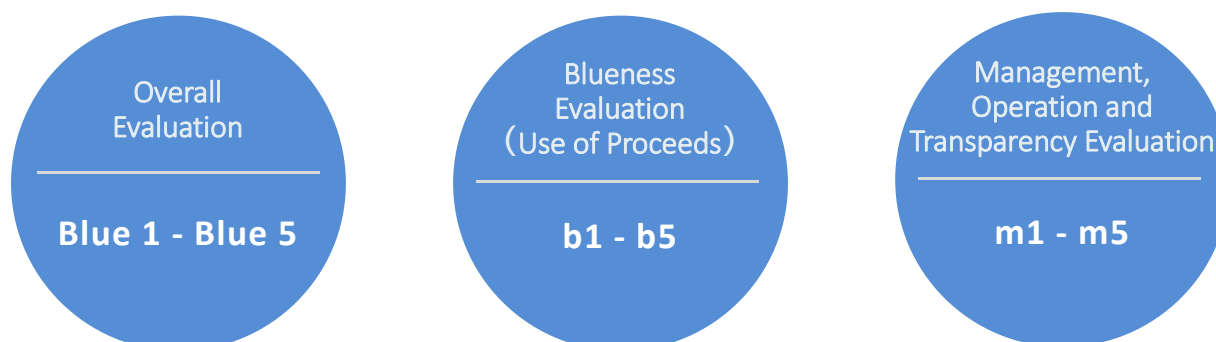 Overall
Evaluation
Blue 1 - Blue 5
Blueness
Evaluation
(Use of Proceeds)
b1 - b5
Management,
Operation and
Transparency Evaluation
m1 - m5